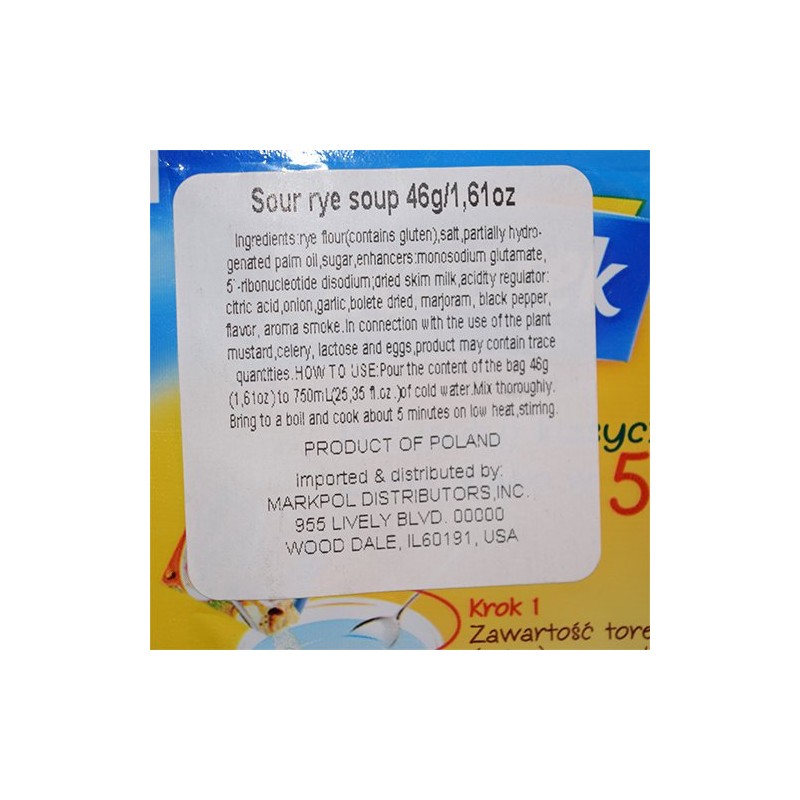 Sour rye soup 46g/1,61oz
Ingredients:rye flour(contains gluten),salt,partially hydro-
genated palm oil,sugar,enhancers:monosodium glutamate,
5`-ribonucleotide disodium;dried skim milk,acidity regulator:
citric acid,onion,garlic,bolete dried, marjoram, black pepper,
flavor, aroma smoke.In connection with the use of the plant
mustard,celery, lactose and eggs,product may contain trace
quantities.HOW TO USE:Pour the content of the bag 46g
(1,61oz) to 750mL(25,35 fl.oz.)of cold water.Mix thoroughly.
Bring to a boil and cook about 5 minutes on low heat,stirring.
PRODUCT OF POLAND
Imported & distributed by:
MARKPOL DISTRIBUTORS,INC.
955 LIVELY BLVD. 00000
WOOD DALE, IL60191, USA
k
5
Krok 1
Zawartość tore